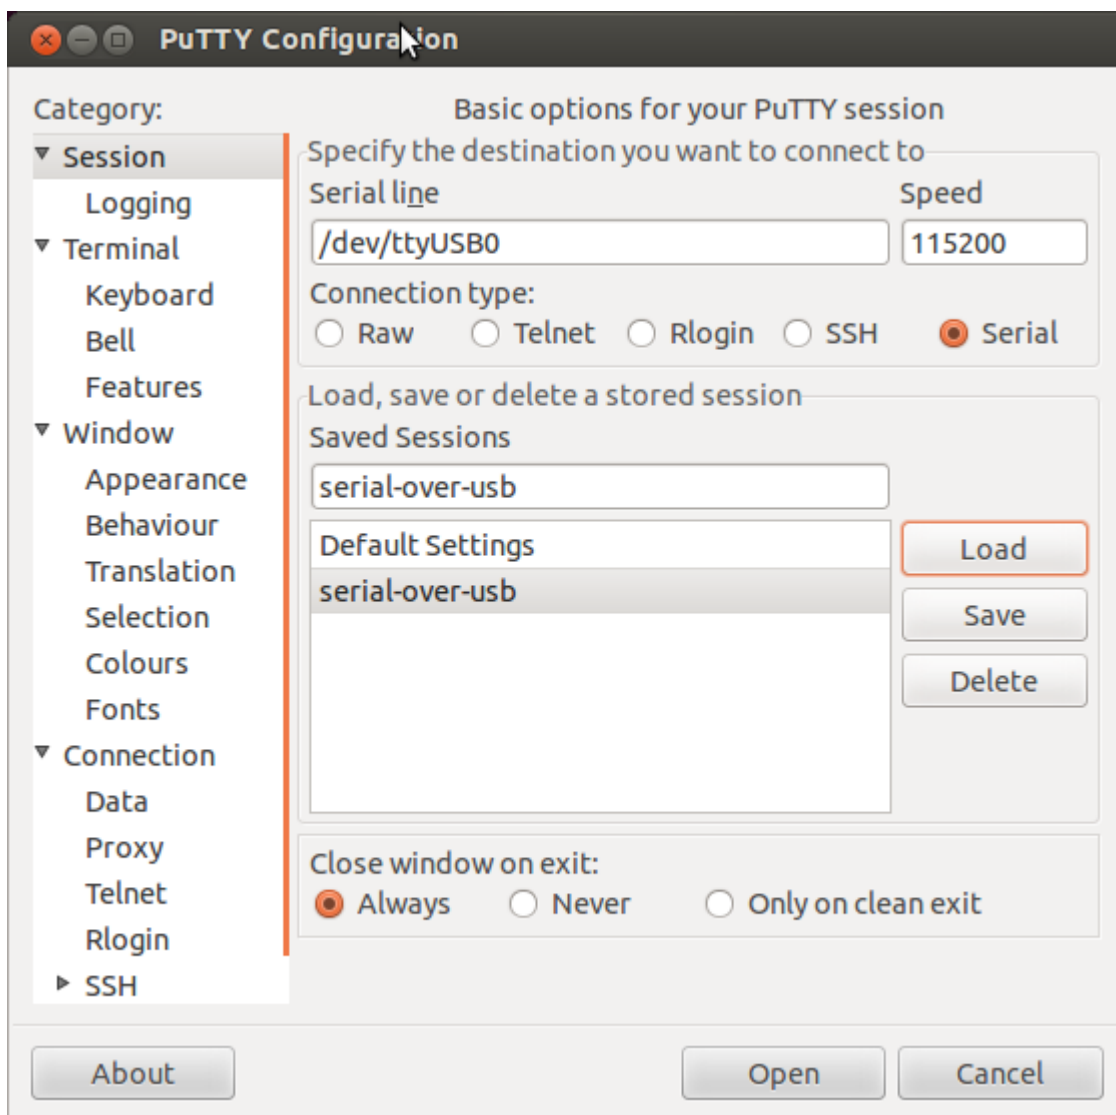 PuTTY Configuration
Category:
Session
Logging
Terminal
Keyboard
Bell
Features
Window
Appearance
Behaviour
Translation
Selection
Colours
Fonts
Connection
Data
Proxy
Telnet
Rlogin
SSH
Basic options for your PuTTY session
Specify the destination you want to connect to
Serial line Speed
/dev/ttyUSB0 115200
Connection type:
Raw Telnet Rlogin SSH Serial
Load, save or delete a stored session
Saved Sessions
serial-over-usb
Default Settings
serial-over-usb
Load
Save
Delete
Close window on exit:
Always Never Only on clean exit
About Open Cancel